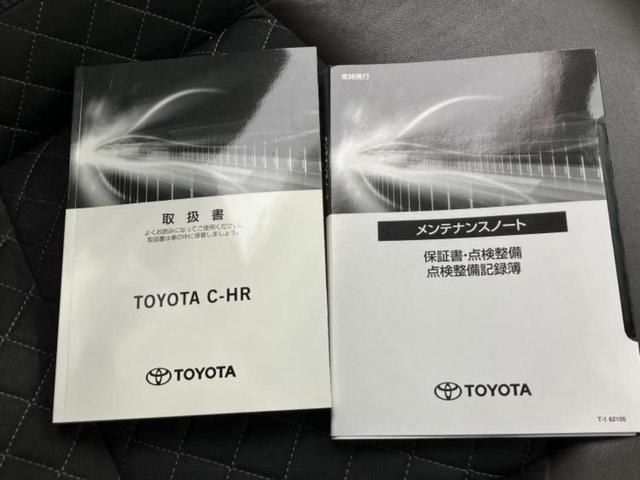 取扱書
よくお読みになってご使用ください。
取扱書は車の中に保管しましょう。
TOYOTA C-HR
TOYOTA
常時携行
メンテナンスノート
保証書・点検整備
点検整備記録簿
TOYOTA
T-1 62106